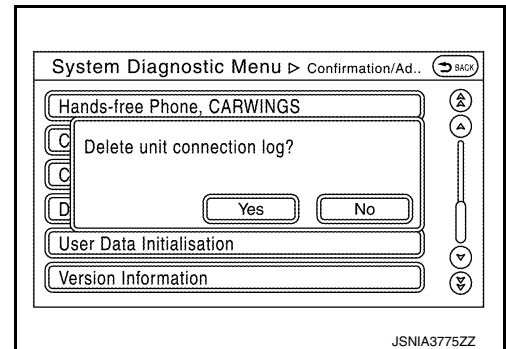 System Diagnostic Menu ▷ Confirmation/Ad.. BACK
Hands-free Phone, CARWINGS
C
Delete unit connection log?
C
D
Yes No
User Data Initialisation
Version Information
JSNIA3775ZZ